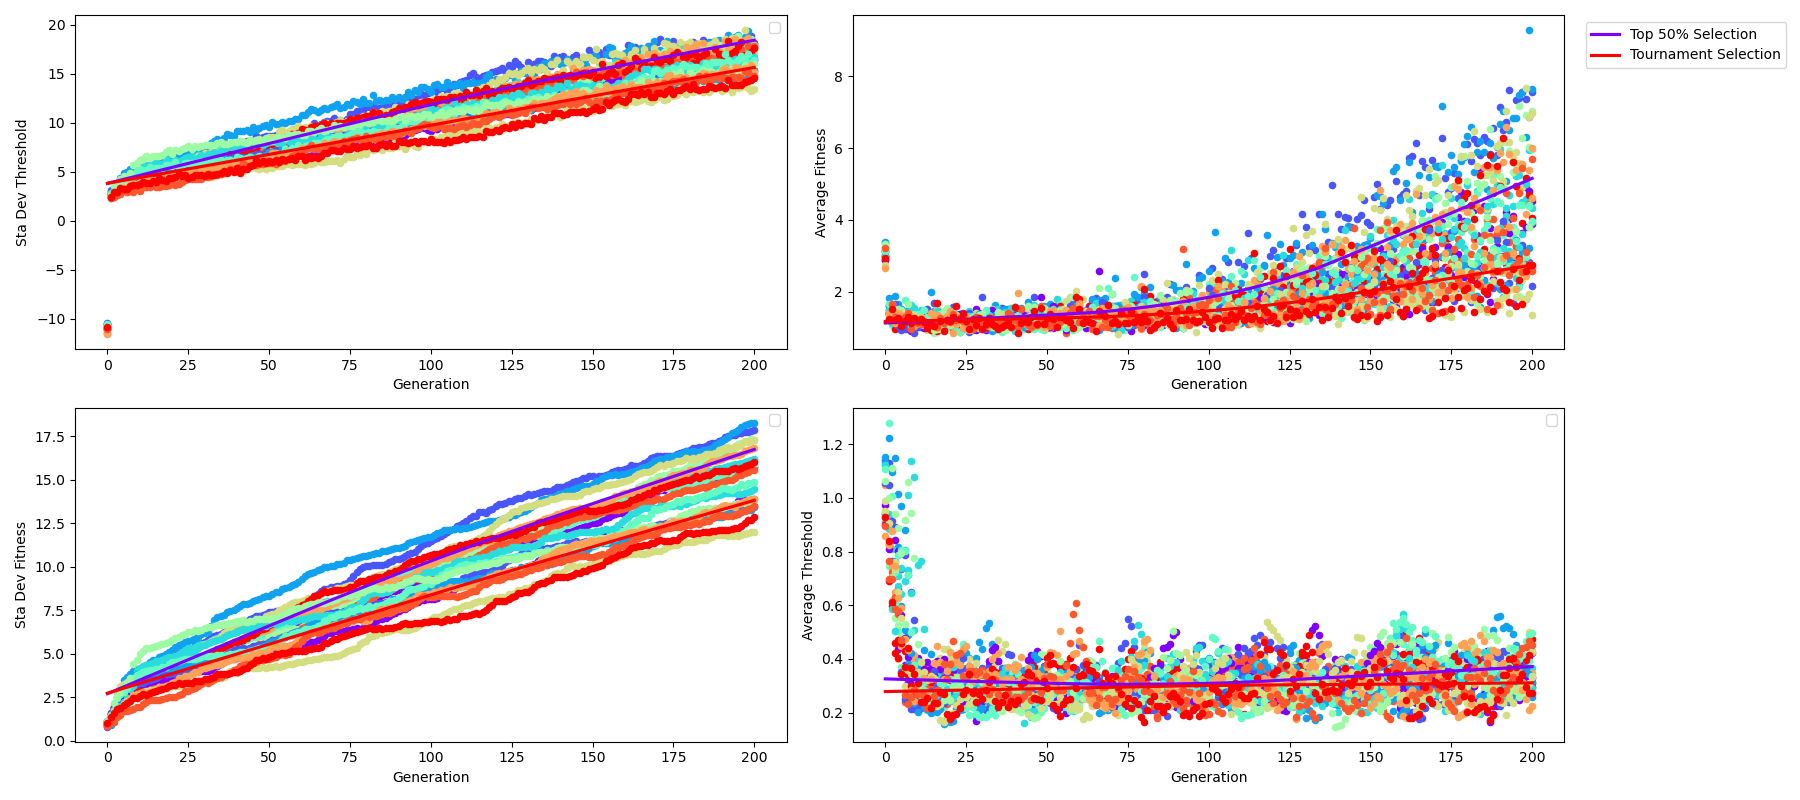 20
15
10
5
0
−5
−10
Sta Dev Threshold
0 25 50 75 100 125 150 175 200
Generation
8
6
4
2
Average Fitness
0 25 50 75 100 125 150 175 200
Generation
Top 50% Selection
Tournament Selection
17.5
15.0
12.5
10.0
7.5
5.0
2.5
0.0
Sta Dev Fitness
0 25 50 75 100 125 150 175 200
Generation
1.2
1.0
0.8
0.6
0.4
0.2
Average Threshold
0 25 50 75 100 125 150 175 200
Generation